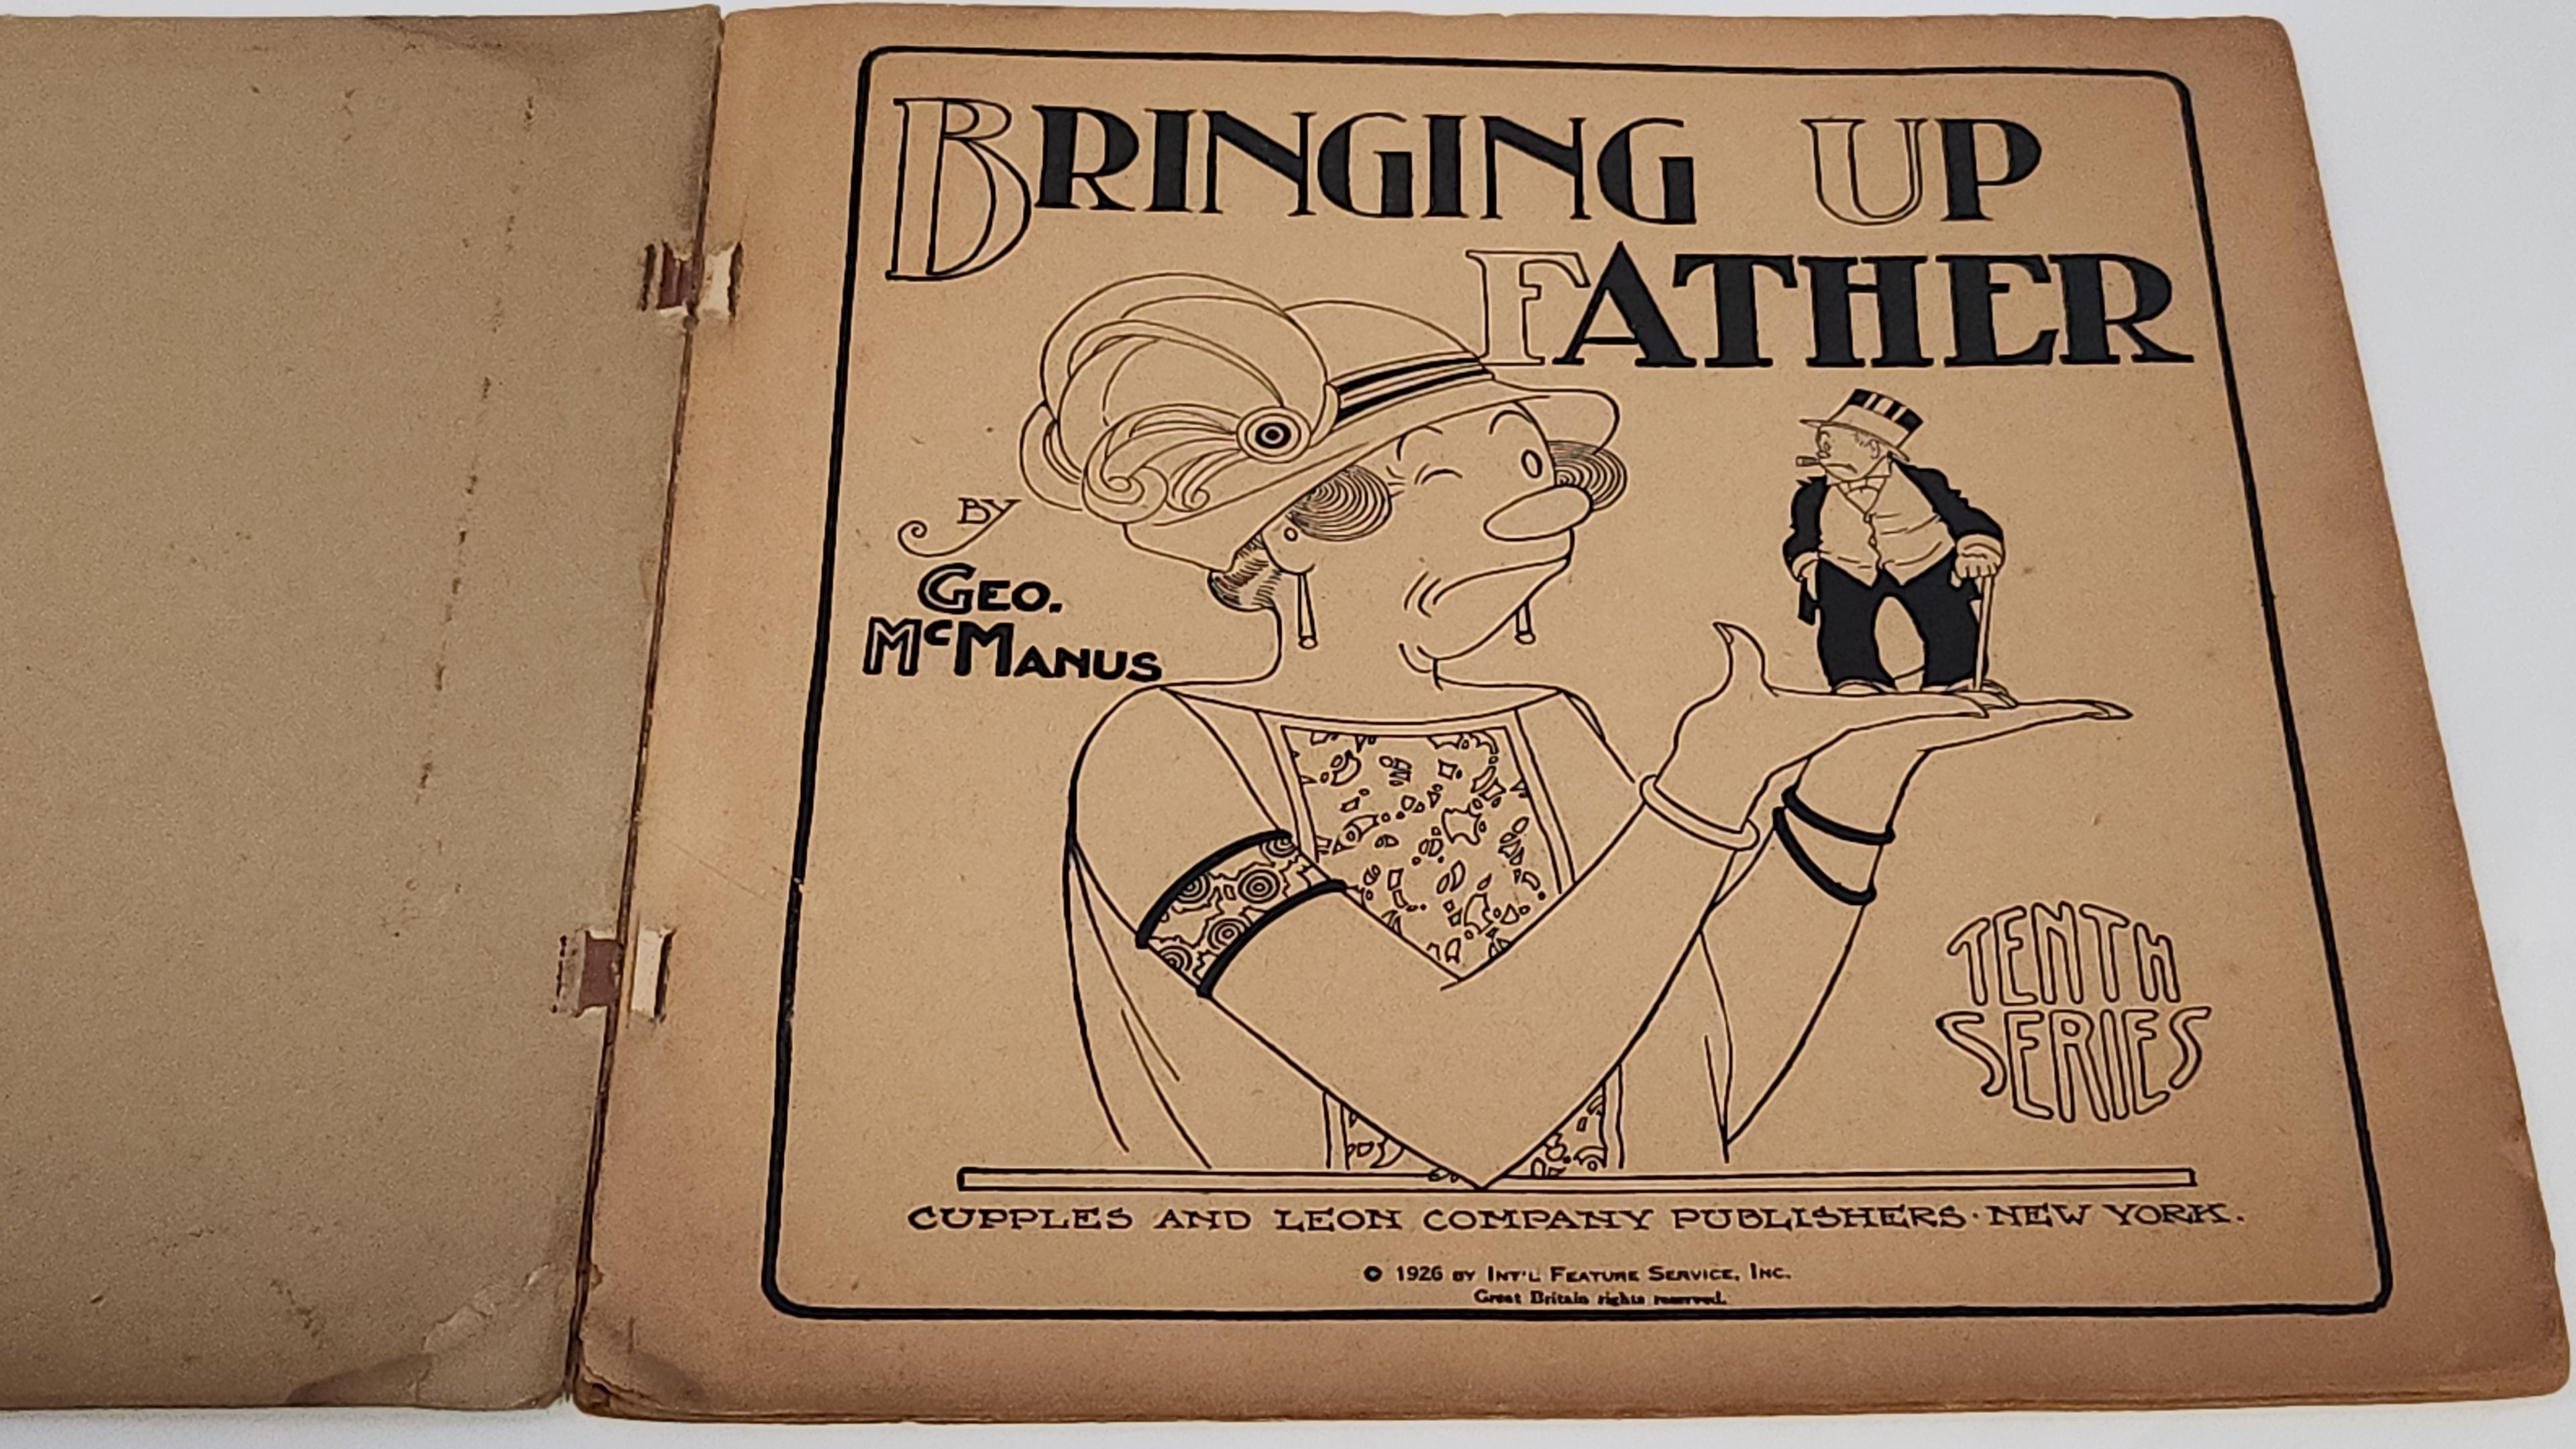 BRINGING UP
FATHER
BY
GEO.
McMANUS
TENTH
SERIES
CUPPLES AND LEON COMPANY PUBLISHERS · NEW YORK.
© 1926 BY INT'L FEATURE SERVICE, INC.
Great Britain rights reserved.